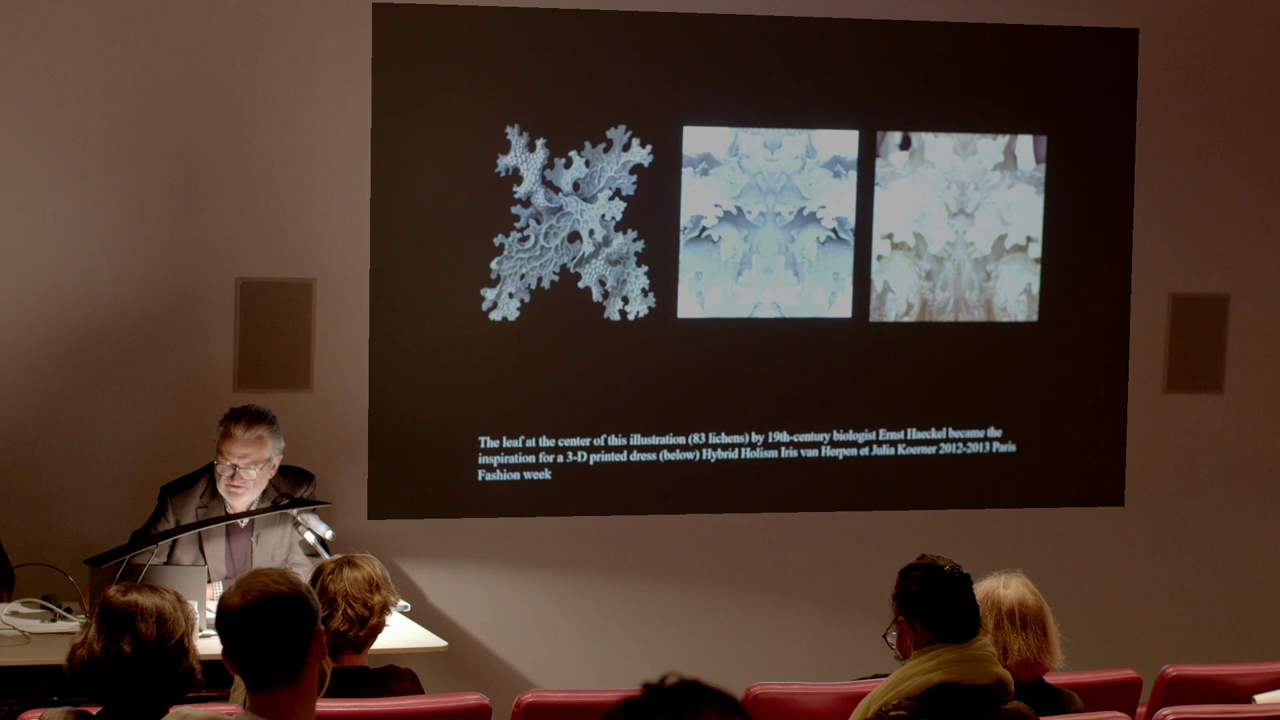 The leaf at the center of this illustration (83 lichens) by 19th-century biologist Ernst Haeckel became the
inspiration for a 3-D printed dress (below) Hybrid Holism Iris van Herpen et Julia Koerner 2012-2013 Paris
Fashion week